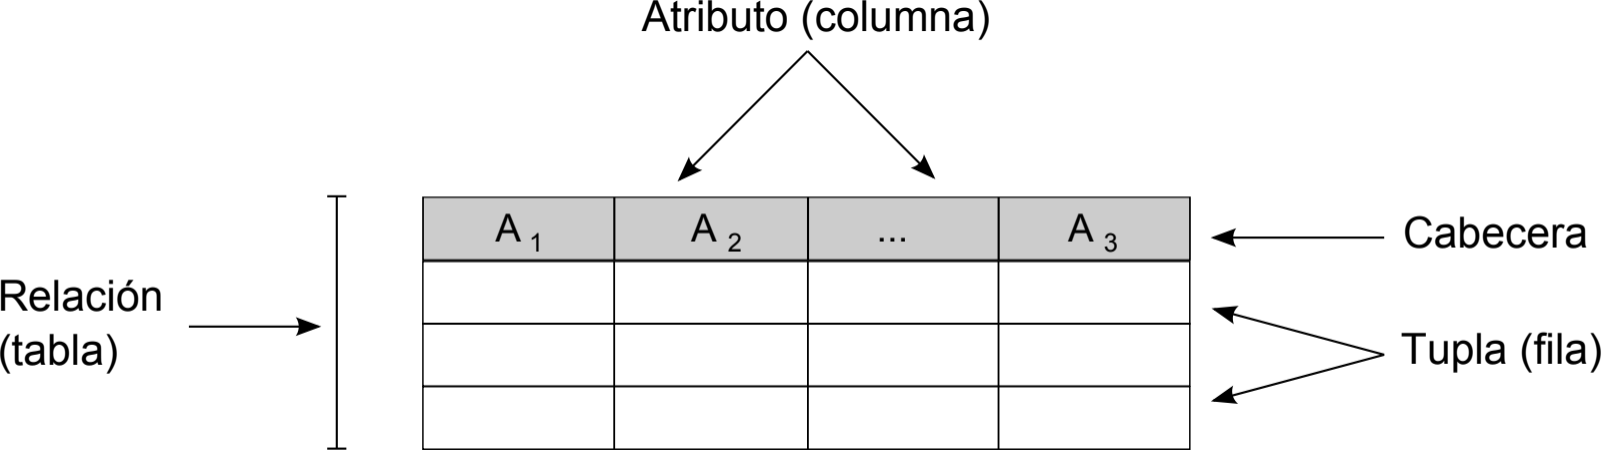 Atributo (columna)
A 1 A 2 ... A 3
Cabecera
Relación
(tabla)
Tupla (fila)